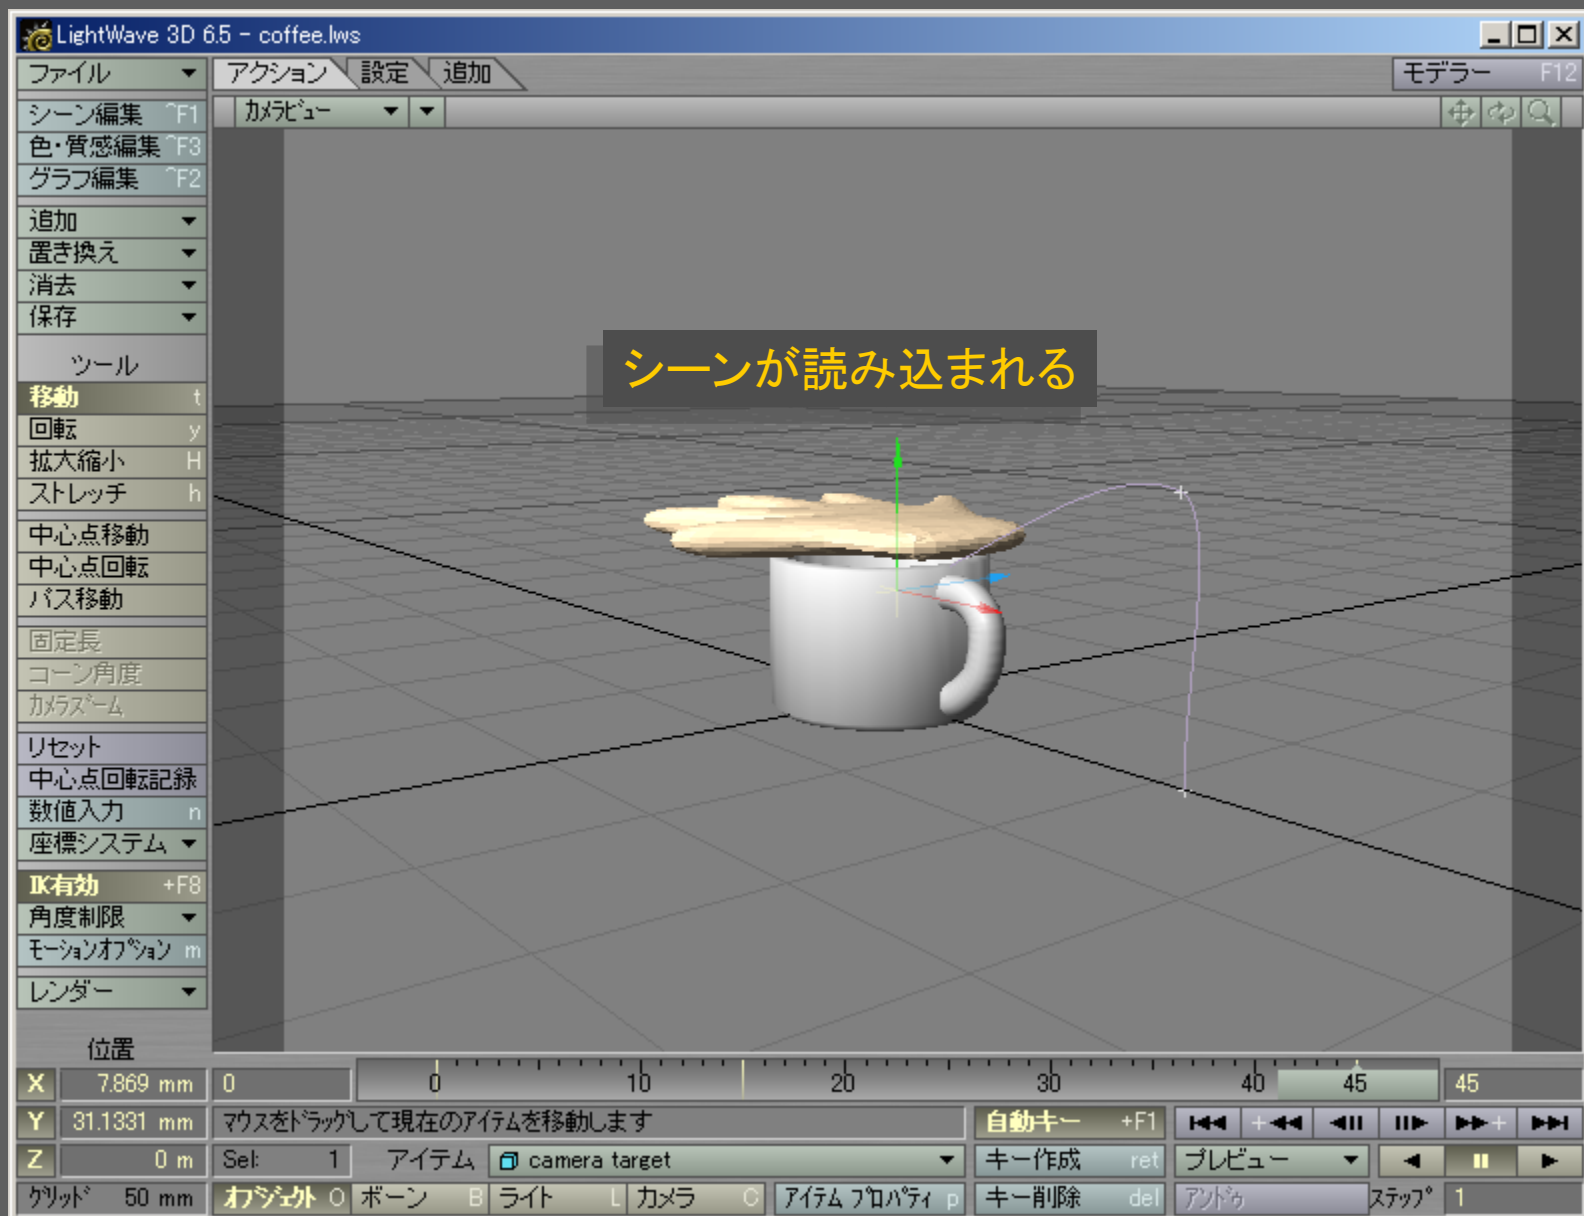 LightWave 3D 6.5 - coffee.lws
ファイル
アクション 設定 追加
モデラー F12
カメラビュー
シーン編集 ^F1
色・質感編集 ^F3
グラフ編集 ^F2
追加
置き換え
消去
保存
ツール
移動 t
回転 y
拡大縮小 H
ストレッチ h
中心点移動
中心点回転
パス移動
固定長
コーン角度
カメラズーム
リセット
中心点回転記録
数値入力 n
座標システム
IK有効 +F8
角度制限
モーションオプション m
レンダー
シーンが読み込まれる
位置
X 7.869 mm 0 0 10 20 30 40 45 45
Y 31.1331 mm マウスをドラッグして現在のアイテムを移動します 自動キー +F1
Z 0 m Sel: 1 アイテム camera target キー作成 ret プレビュー
グリッド 50 mm オブジェクト O ボーン B ライト L カメラ C アイテム プロパティ p キー削除 del アンドゥ ステップ 1